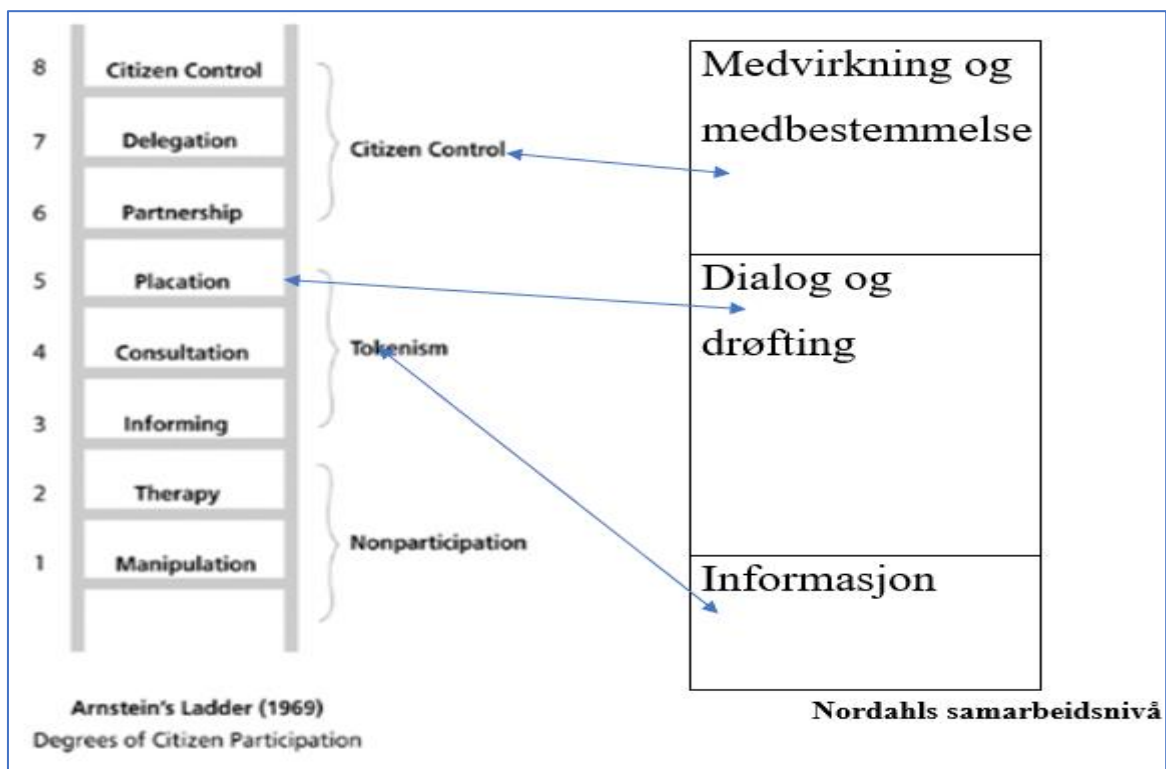 8 Citizen Control
7 Delegation
6 Partnership
5 Placation
4 Consultation
3 Informing
2 Therapy
1 Manipulation
Citizen Control
Tokenism
Nonparticipation
Arnstein's Ladder (1969)
Degrees of Citizen Participation
Medvirkning og
medbestemmelse
Dialog og
drøfting
Informasjon
Nordahls samarbeidsnivå